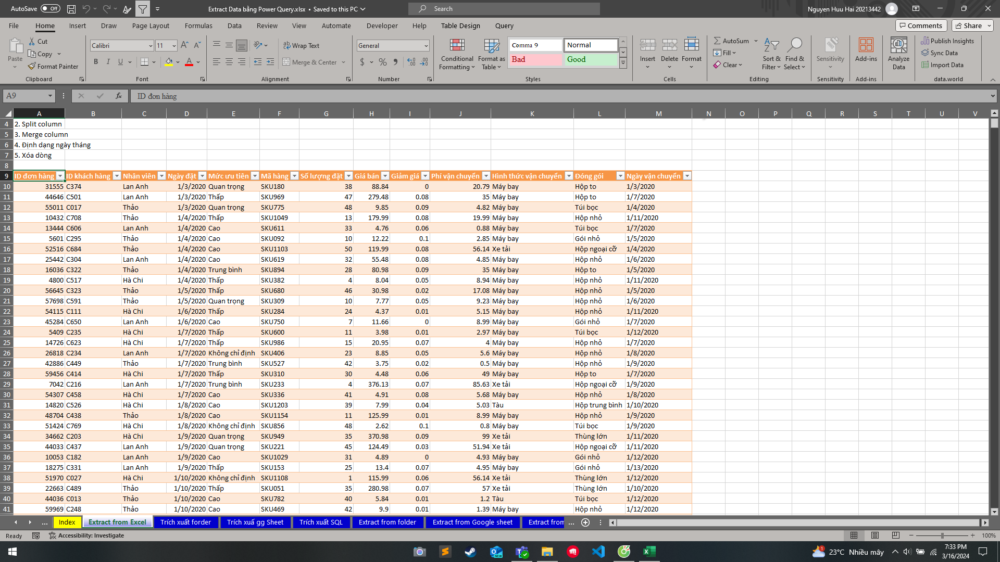 AutoSave Off Extract Data bằng Power Query.xlsx • Saved to this PC Search Nguyen Huu Hai 20213442
File Home Insert Draw Page Layout Formulas Data Review View Automate Developer Help Table Design Query Comments Share
Paste Cut Copy Format Painter Clipboard
Calibri 11 B I U A Font
Wrap Text Merge & Center Alignment
General $ % Number
Conditional Formatting Format as Table Comma 9 Normal Bad Good Styles
Insert Delete Format Cells
AutoSum Fill Clear Sort & Filter Find & Select Editing
Sensitivity Sensitivity
Add-ins Add-ins
Analyze Data
Publish Insights Sync Data Import Data data.world
A9 fx ID đơn hàng
A B C D E F G H I J K L M N O P Q R S T U V
4 2. Split column
5 3. Merge column
6 4. Định dạng ngày tháng
7 5. Xóa dòng
8
9 ID đơn hàng ID khách hàng Nhân viên Ngày đặt Mức ưu tiên Mã hàng Số lượng đặt Giá bán Giảm giá Phí vận chuyển Hình thức vận chuyển Đóng gói Ngày vận chuyển
10 31555 C374 Lan Anh 1/3/2020 Quan trọng SKU180 38 88.84 0 20.79 Máy bay Hộp to 1/3/2020
11 44646 C501 Lan Anh 1/3/2020 Thấp SKU969 47 279.48 0.08 35 Máy bay Hộp to 1/7/2020
12 55011 C017 Thảo 1/3/2020 Quan trọng SKU775 48 9.85 0.09 4.82 Máy bay Túi bọc 1/4/2020
13 10432 C708 Thảo 1/4/2020 Thấp SKU1049 13 179.99 0.08 19.99 Máy bay Hộp nhỏ 1/11/2020
14 13444 C606 Lan Anh 1/4/2020 Cao SKU611 33 4.76 0.06 0.88 Máy bay Túi bọc 1/7/2020
15 5601 C295 Thảo 1/4/2020 Cao SKU092 10 12.22 0.1 2.85 Máy bay Gói nhỏ 1/5/2020
16 52516 C684 Thảo 1/4/2020 Cao SKU1103 50 119.99 0.08 56.14 Xe tải Hộp ngoại cỡ 1/4/2020
17 25442 C304 Lan Anh 1/4/2020 Cao SKU619 32 55.48 0.08 4.85 Máy bay Hộp nhỏ 1/6/2020
18 16036 C322 Thảo 1/4/2020 Trung bình SKU894 28 80.98 0.09 35 Máy bay Hộp to 1/5/2020
19 4800 C517 Hà Chi 1/4/2020 Thấp SKU382 4 8.04 0.05 8.94 Máy bay Hộp nhỏ 1/11/2020
20 56645 C323 Thảo 1/5/2020 Thấp SKU680 46 30.98 0.02 17.08 Máy bay Hộp nhỏ 1/5/2020
21 57698 C591 Thảo 1/5/2020 Quan trọng SKU309 10 7.77 0.05 9.23 Máy bay Hộp nhỏ 1/6/2020
22 54115 C111 Hà Chi 1/6/2020 Thấp SKU284 24 4.37 0.01 5.15 Máy bay Hộp nhỏ 1/11/2020
23 45284 C650 Lan Anh 1/6/2020 Cao SKU750 7 11.66 0 8.99 Máy bay Gói nhỏ 1/7/2020
24 5409 C235 Hà Chi 1/7/2020 Thấp SKU600 11 3.98 0.01 2.97 Máy bay Túi bọc 1/12/2020
25 14726 C623 Hà Chi 1/7/2020 Thấp SKU986 15 20.95 0.07 4 Máy bay Hộp nhỏ 1/7/2020
26 26818 C234 Lan Anh 1/7/2020 Không chỉ định SKU406 23 8.85 0.05 5.6 Máy bay Hộp nhỏ 1/8/2020
27 42886 C449 Thảo 1/7/2020 Trung bình SKU527 42 3.75 0.02 0.5 Máy bay Hộp nhỏ 1/9/2020
28 59456 C414 Hà Chi 1/7/2020 Thấp SKU310 30 4.48 0.06 49 Máy bay Hộp to 1/7/2020
29 7042 C216 Lan Anh 1/7/2020 Trung bình SKU233 4 376.13 0.07 85.63 Xe tải Hộp ngoại cỡ 1/9/2020
30 54307 C458 Hà Chi 1/7/2020 Cao SKU336 41 4.91 0.08 5.68 Máy bay Hộp nhỏ 1/8/2020
31 14820 C526 Hà Chi 1/8/2020 Cao SKU1203 39 7.99 0.04 5.03 Tàu Hộp trung bình 1/10/2020
32 48704 C438 Thảo 1/8/2020 Cao SKU1154 11 125.99 0.01 8.99 Máy bay Hộp nhỏ 1/9/2020
33 51424 C769 Hà Chi 1/8/2020 Không chỉ định SKU856 48 2.62 0.1 0.8 Máy bay Túi bọc 1/9/2020
34 34662 C203 Hà Chi 1/9/2020 Quan trọng SKU949 35 370.98 0.09 99 Xe tải Thùng lớn 1/11/2020
35 44033 C437 Lan Anh 1/9/2020 Quan trọng SKU221 45 124.49 0.03 51.94 Xe tải Hộp ngoại cỡ 1/11/2020
36 10053 C182 Lan Anh 1/9/2020 Cao SKU1029 31 4.89 0 4.93 Máy bay Gói nhỏ 1/12/2020
37 18275 C331 Lan Anh 1/9/2020 Thấp SKU153 25 13.4 0.07 4.95 Máy bay Gói nhỏ 1/13/2020
38 51970 C027 Hà Chi 1/10/2020 Không chỉ định SKU1108 1 115.99 0.06 56.14 Xe tải Thùng lớn 1/12/2020
39 22663 C489 Thảo 1/10/2020 Thấp SKU051 35 280.98 0.07 57 Xe tải Thùng lớn 1/10/2020
40 44036 C013 Thảo 1/10/2020 Cao SKU782 40 5.84 0.01 1.2 Tàu Túi bọc 1/12/2020
41 59969 C248 Thảo 1/10/2020 Cao SKU469 42 9.9 0.01 1.39 Máy bay Hộp nhỏ 1/12/2020
... Index Extract from Excel Trích xuất forder Trích xuấ gg Sheet Trích xuất SQL Extract from folder Extract from Google sheet Extract from ...
Ready Accessibility: Investigate 100%
23°C Nhiều mây 7:33 PM
3/16/2024